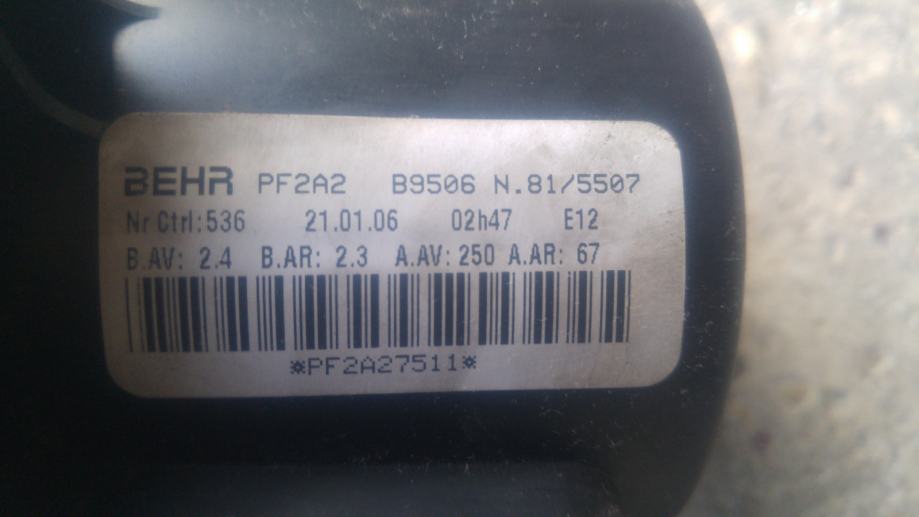 BEHR PF2A2 B9506 N.81/5507
Nr Ctrl:536 21.01.06 02h47 E12
B.AV: 2.4 B.AR: 2.3 A.AV: 250 A.AR: 67
*PF2A27511*